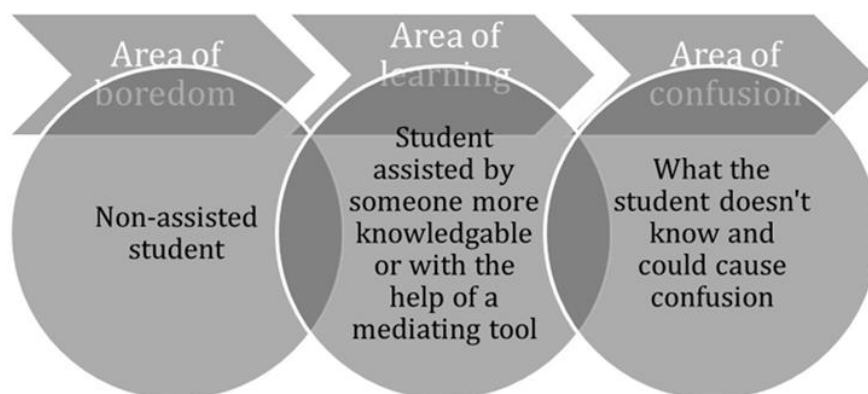 Area of
boredom
Area of
learning
Area of
confusion
Non-assisted
student
Student
assisted by
someone more
knowledgable
or with the
help of a
mediating tool
What the
student doesn't
know and
could cause
confusion